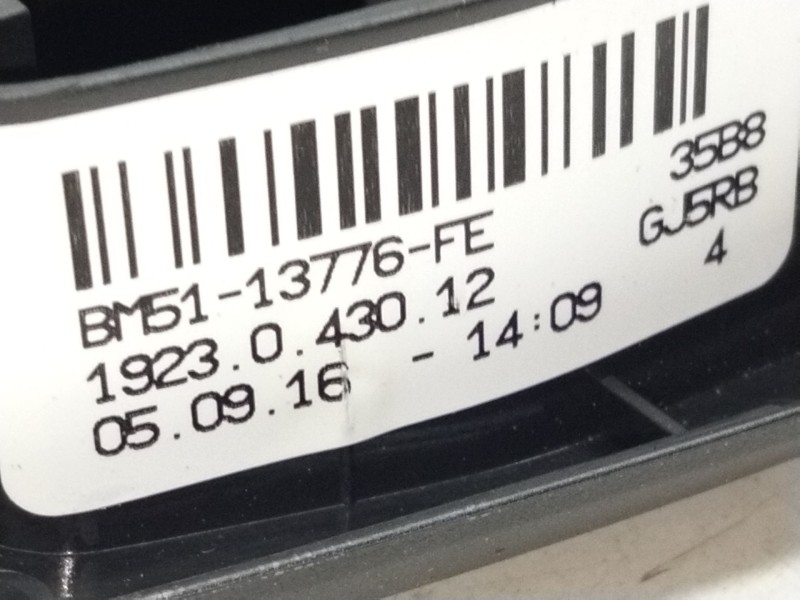 35B8
BM51-13776-FE GJ5RB
1923.0.430.12 4
05.09.16 - 14:09